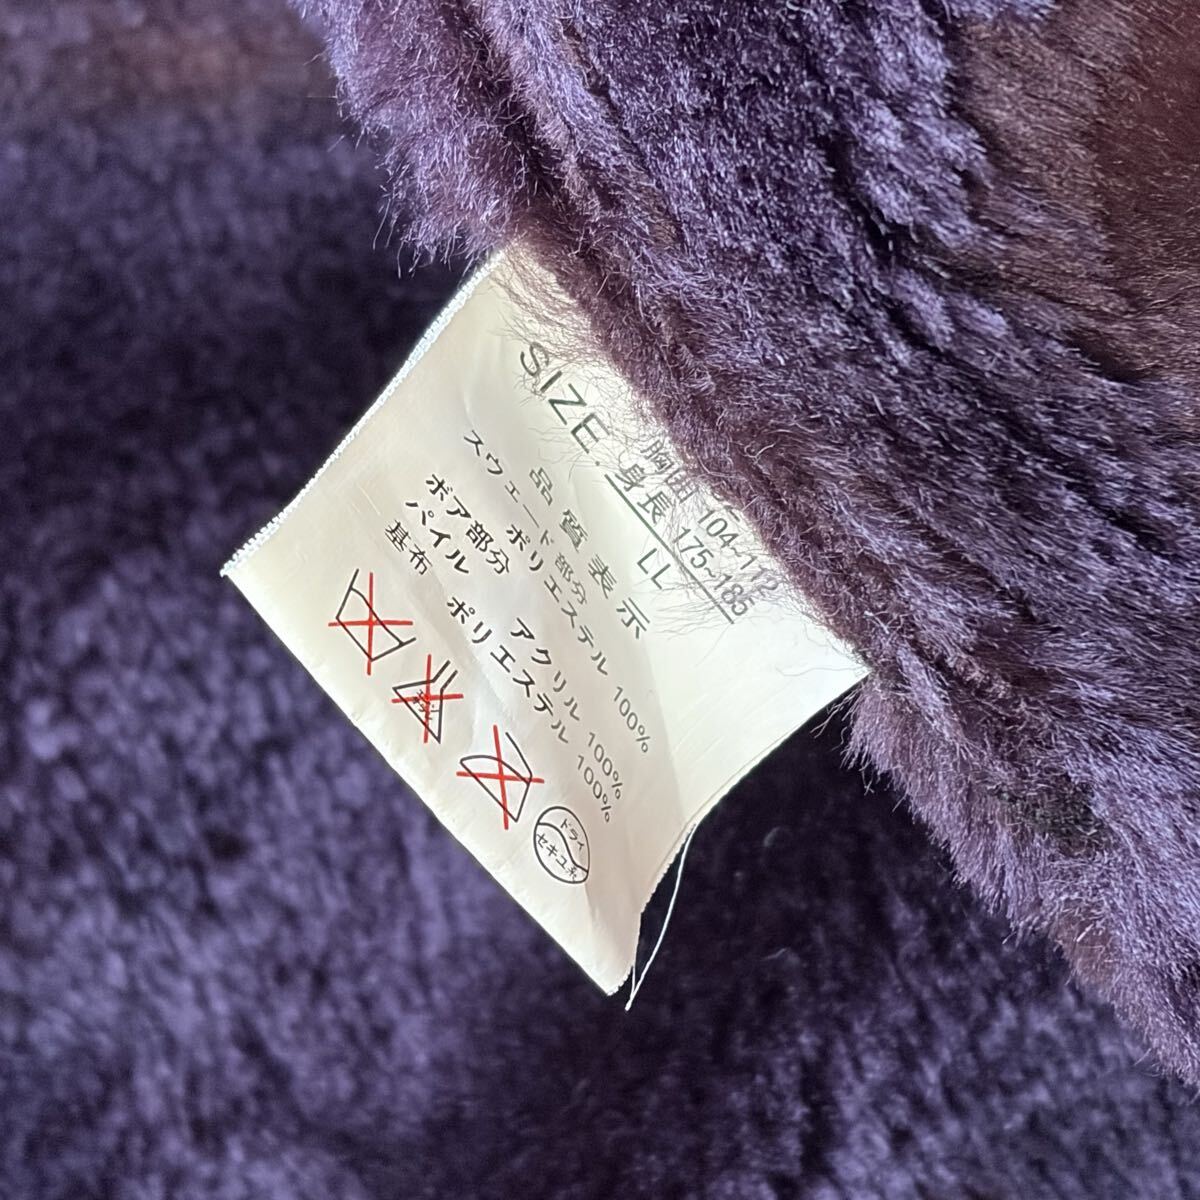 SIZE.
胸囲 104~112
身長 175~185
LL
品質表示
スウェード部分
ポリエステル 100%
ボア部分
パイル アクリル 100%
基布 ポリエステル 100%
ドライ
セキユ系